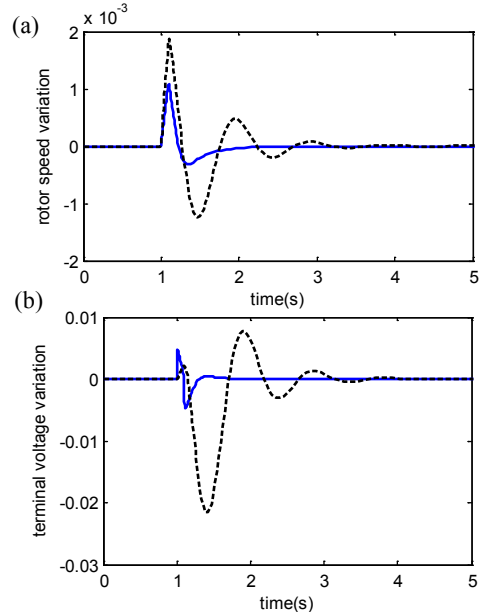 (a)
x 10-3
2
1
0
-1
-2
rotor speed variation
0 1 2 3 4 5
time(s)
(b)
0.01
0
-0.01
-0.02
-0.03
terminal voltage variation
0 1 2 3 4 5
time(s)